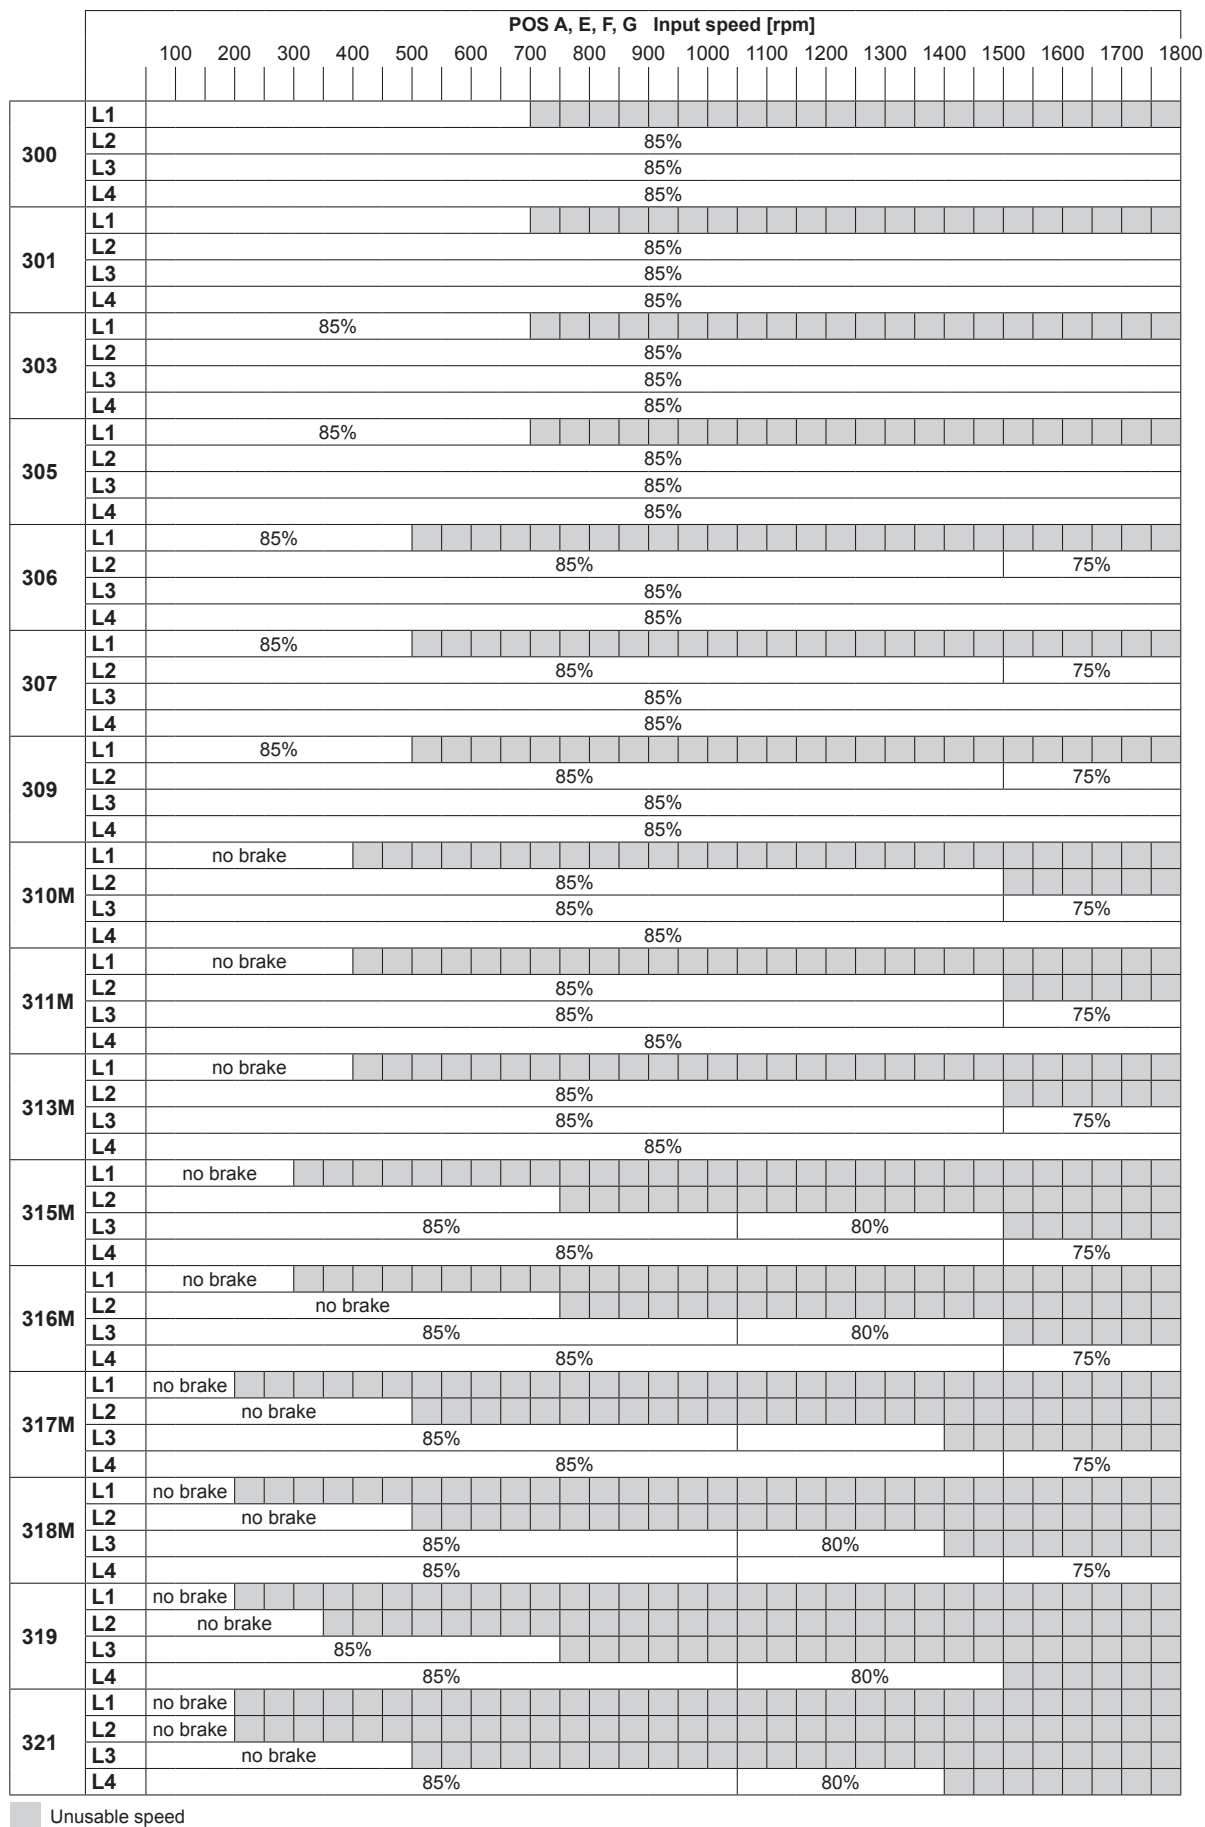 POS A, E, F, G Input speed [rpm]
100 200 300 400 500 600 700 800 900 1000 1100 1200 1300 1400 1500 1600 1700 1800
300
L1
L2 85%
L3 85%
L4 85%
301
L1
L2 85%
L3 85%
L4 85%
303
L1 85%
L2 85%
L3 85%
L4 85%
305
L1 85%
L2 85%
L3 85%
L4 85%
306
L1 85%
L2 85% 75%
L3 85%
L4 85%
307
L1 85%
L2 85% 75%
L3 85%
L4 85%
309
L1 85%
L2 85% 75%
L3 85%
L4 85%
310M
L1 no brake
L2 85%
L3 85% 75%
L4 85%
311M
L1 no brake
L2 85%
L3 85% 75%
L4 85%
313M
L1 no brake
L2 85%
L3 85% 75%
L4 85%
315M
L1 no brake
L2
L3 85% 80%
L4 85% 75%
316M
L1 no brake
L2 no brake
L3 85% 80%
L4 85% 75%
317M
L1 no brake
L2 no brake
L3 85%
L4 85% 75%
318M
L1 no brake
L2 no brake
L3 85% 80%
L4 85% 75%
319
L1 no brake
L2 no brake
L3 85%
L4 85% 80%
321
L1 no brake
L2 no brake
L3 no brake
L4 85% 80%
Unusable speed